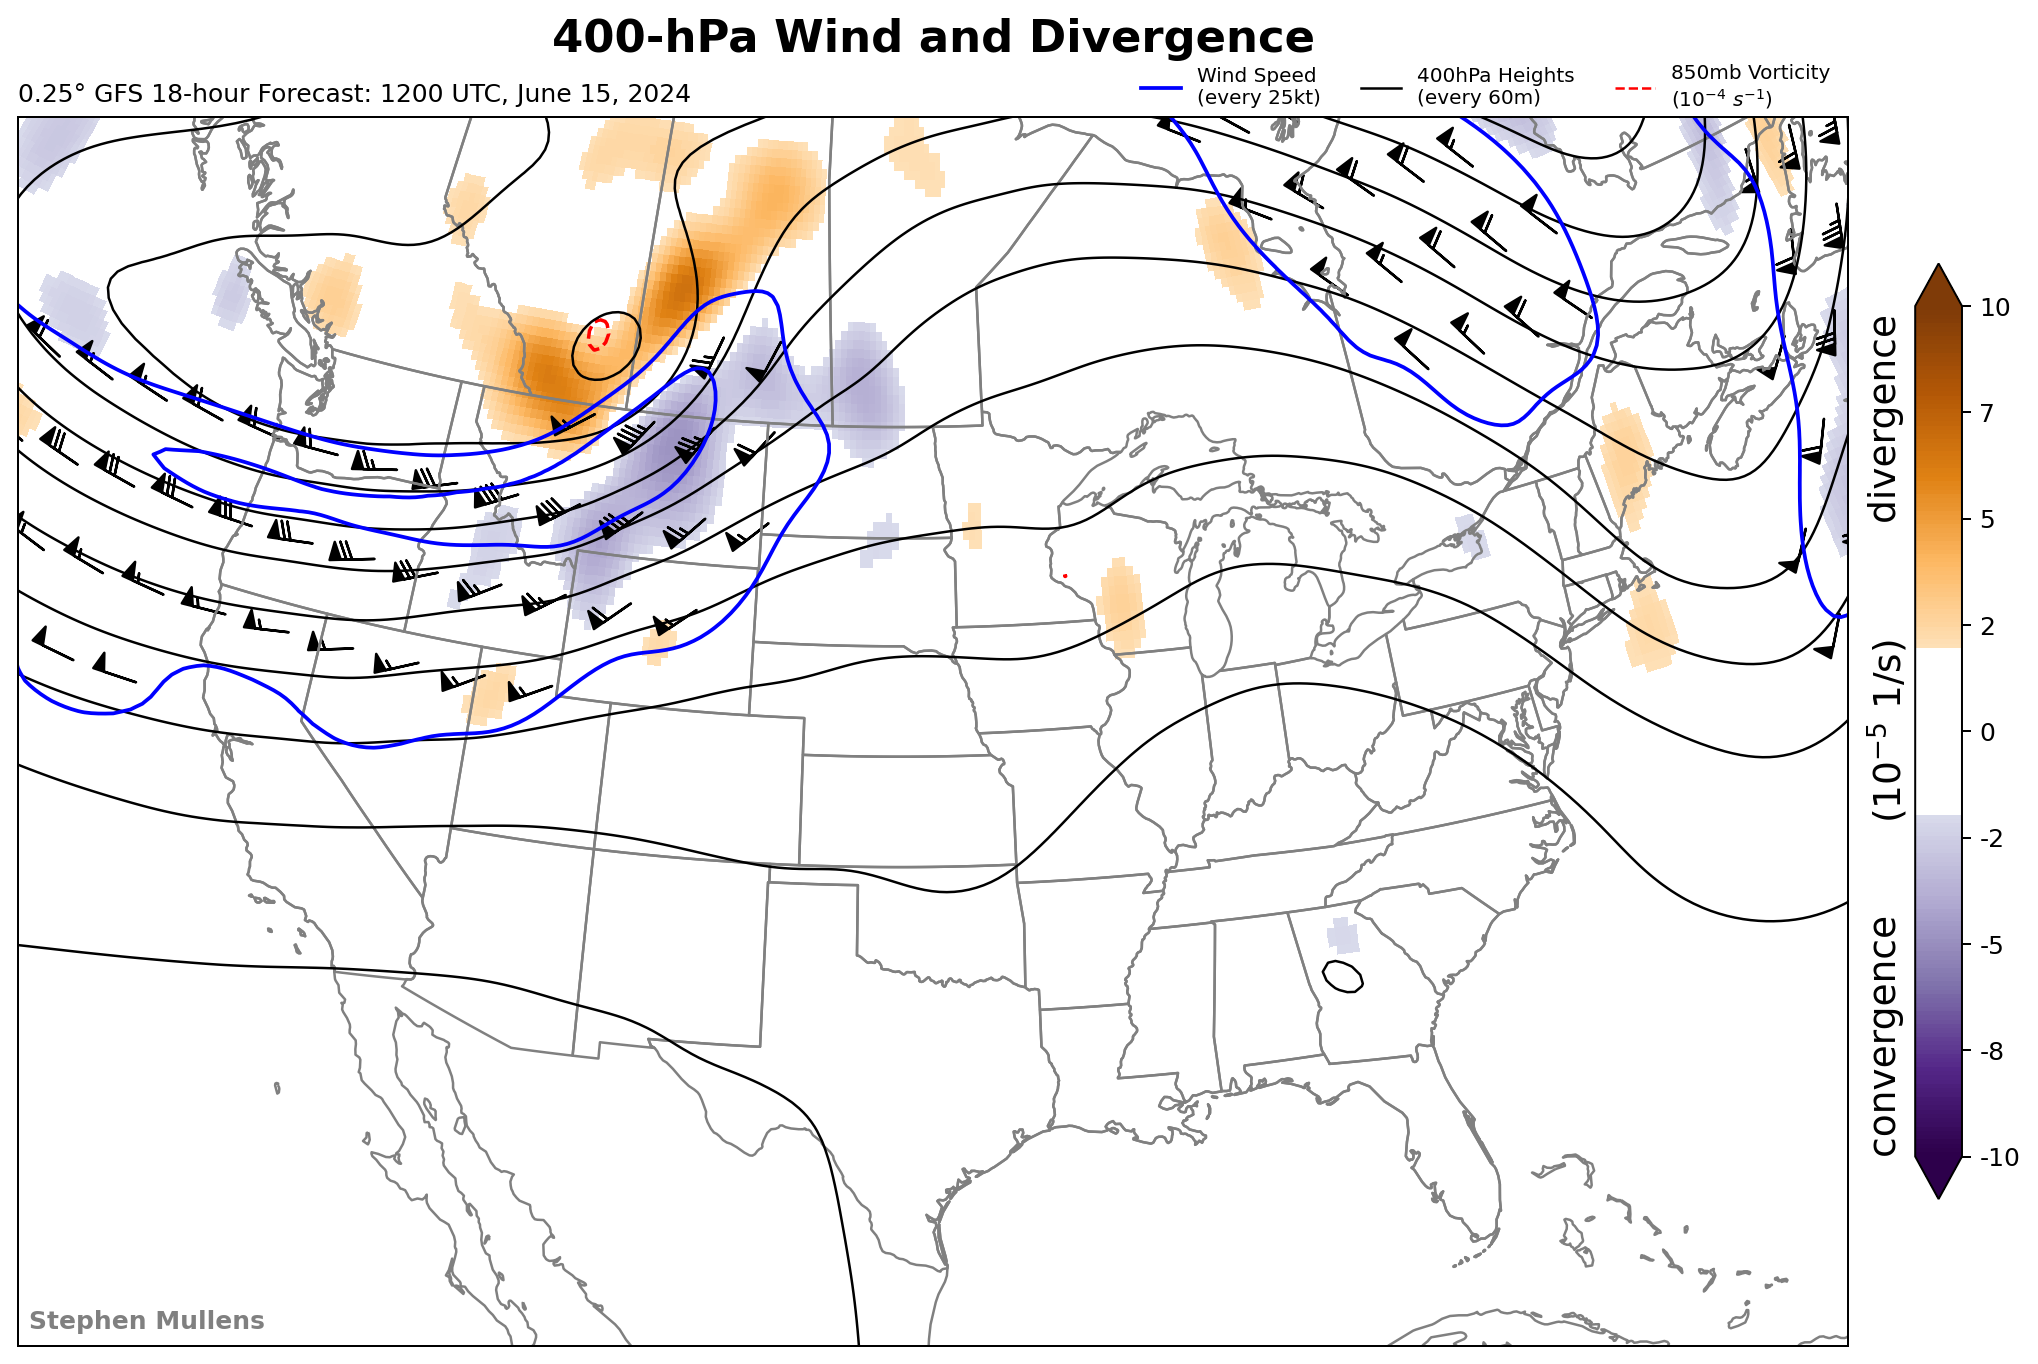 400-hPa Wind and Divergence
0.25° GFS 18-hour Forecast: 1200 UTC, June 15, 2024
Wind Speed
(every 25kt)
400hPa Heights
(every 60m)
850mb Vorticity
(10⁻⁴ s⁻¹)
10
7
5
2
0
-2
-5
-8
-10
convergence (10⁻⁵ 1/s) divergence
Stephen Mullens